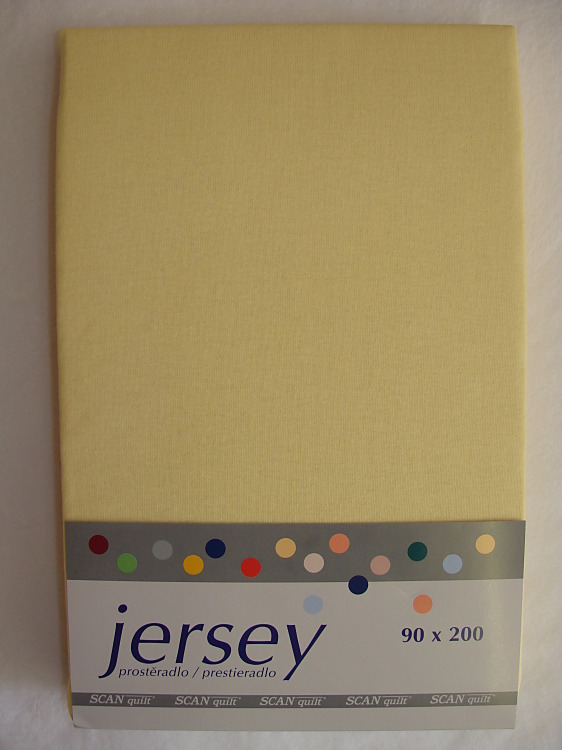 jersey
prostěradlo / prestieradlo
90 x 200
SCAN quilt® SCAN quilt® SCAN quilt® SCAN quilt® SCAN quilt®